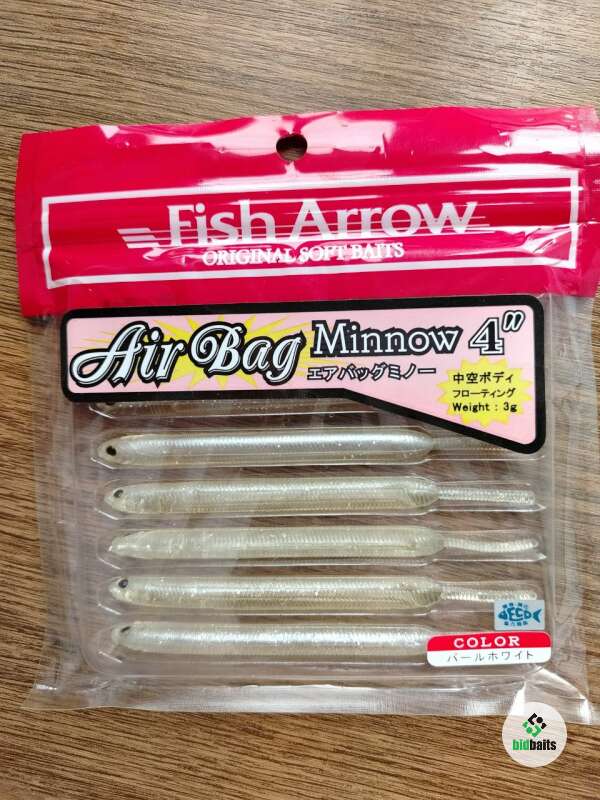 Fish Arrow
ORIGINAL SOFT BAITS
Air Bag Minnow 4"
エアバッグミノー
中空ボディ
フローティング
Weight : 3g
ECO
COLOR
パールホワイト
bidbaits